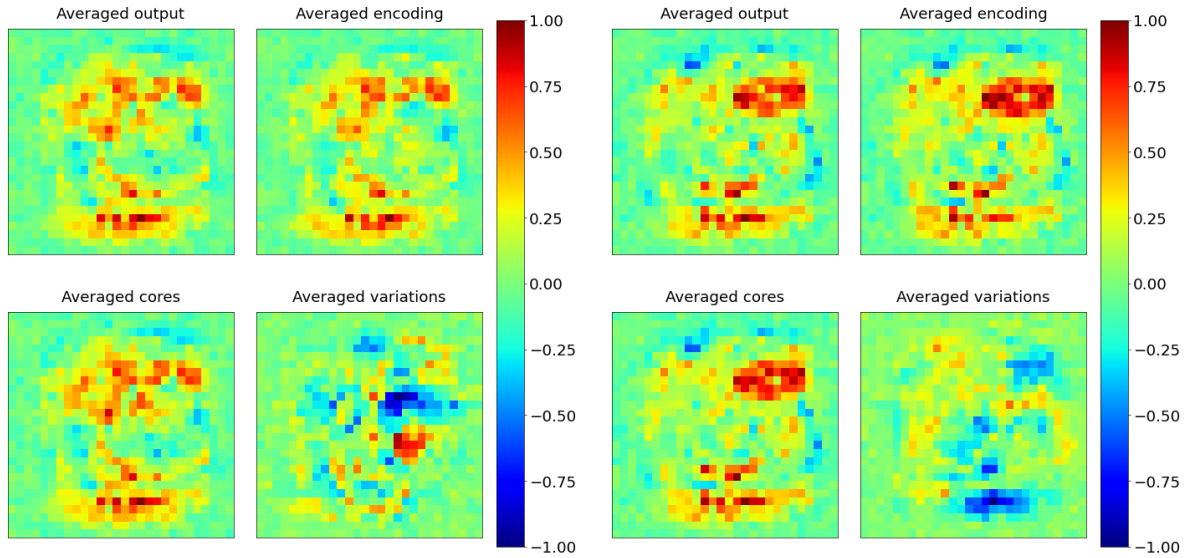 Averaged output
Averaged encoding
1.00
0.75
0.50
0.25
0.00
−0.25
−0.50
−0.75
−1.00
Averaged cores
Averaged variations
Averaged output
Averaged encoding
1.00
0.75
0.50
0.25
0.00
−0.25
−0.50
−0.75
−1.00
Averaged cores
Averaged variations